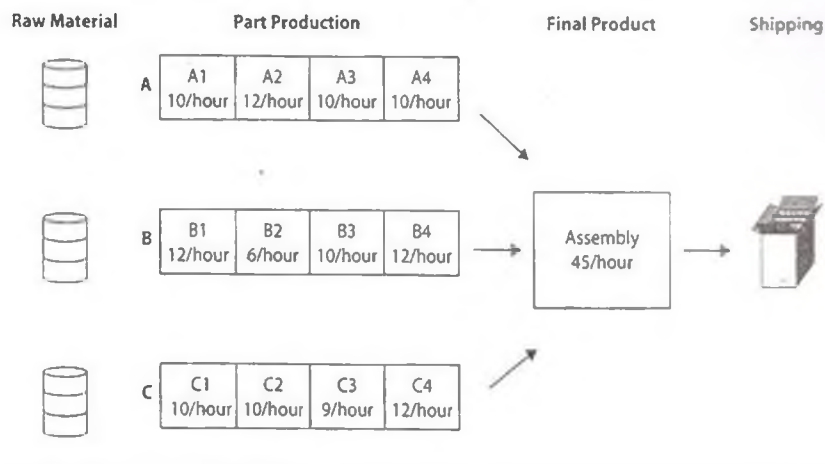 Raw Material Part Production Final Product Shipping
A
A1 A2 A3 A4
10/hour 12/hour 10/hour 10/hour
B
B1 B2 B3 B4
12/hour 6/hour 10/hour 12/hour
Assembly
45/hour
C
C1 C2 C3 C4
10/hour 10/hour 9/hour 12/hour